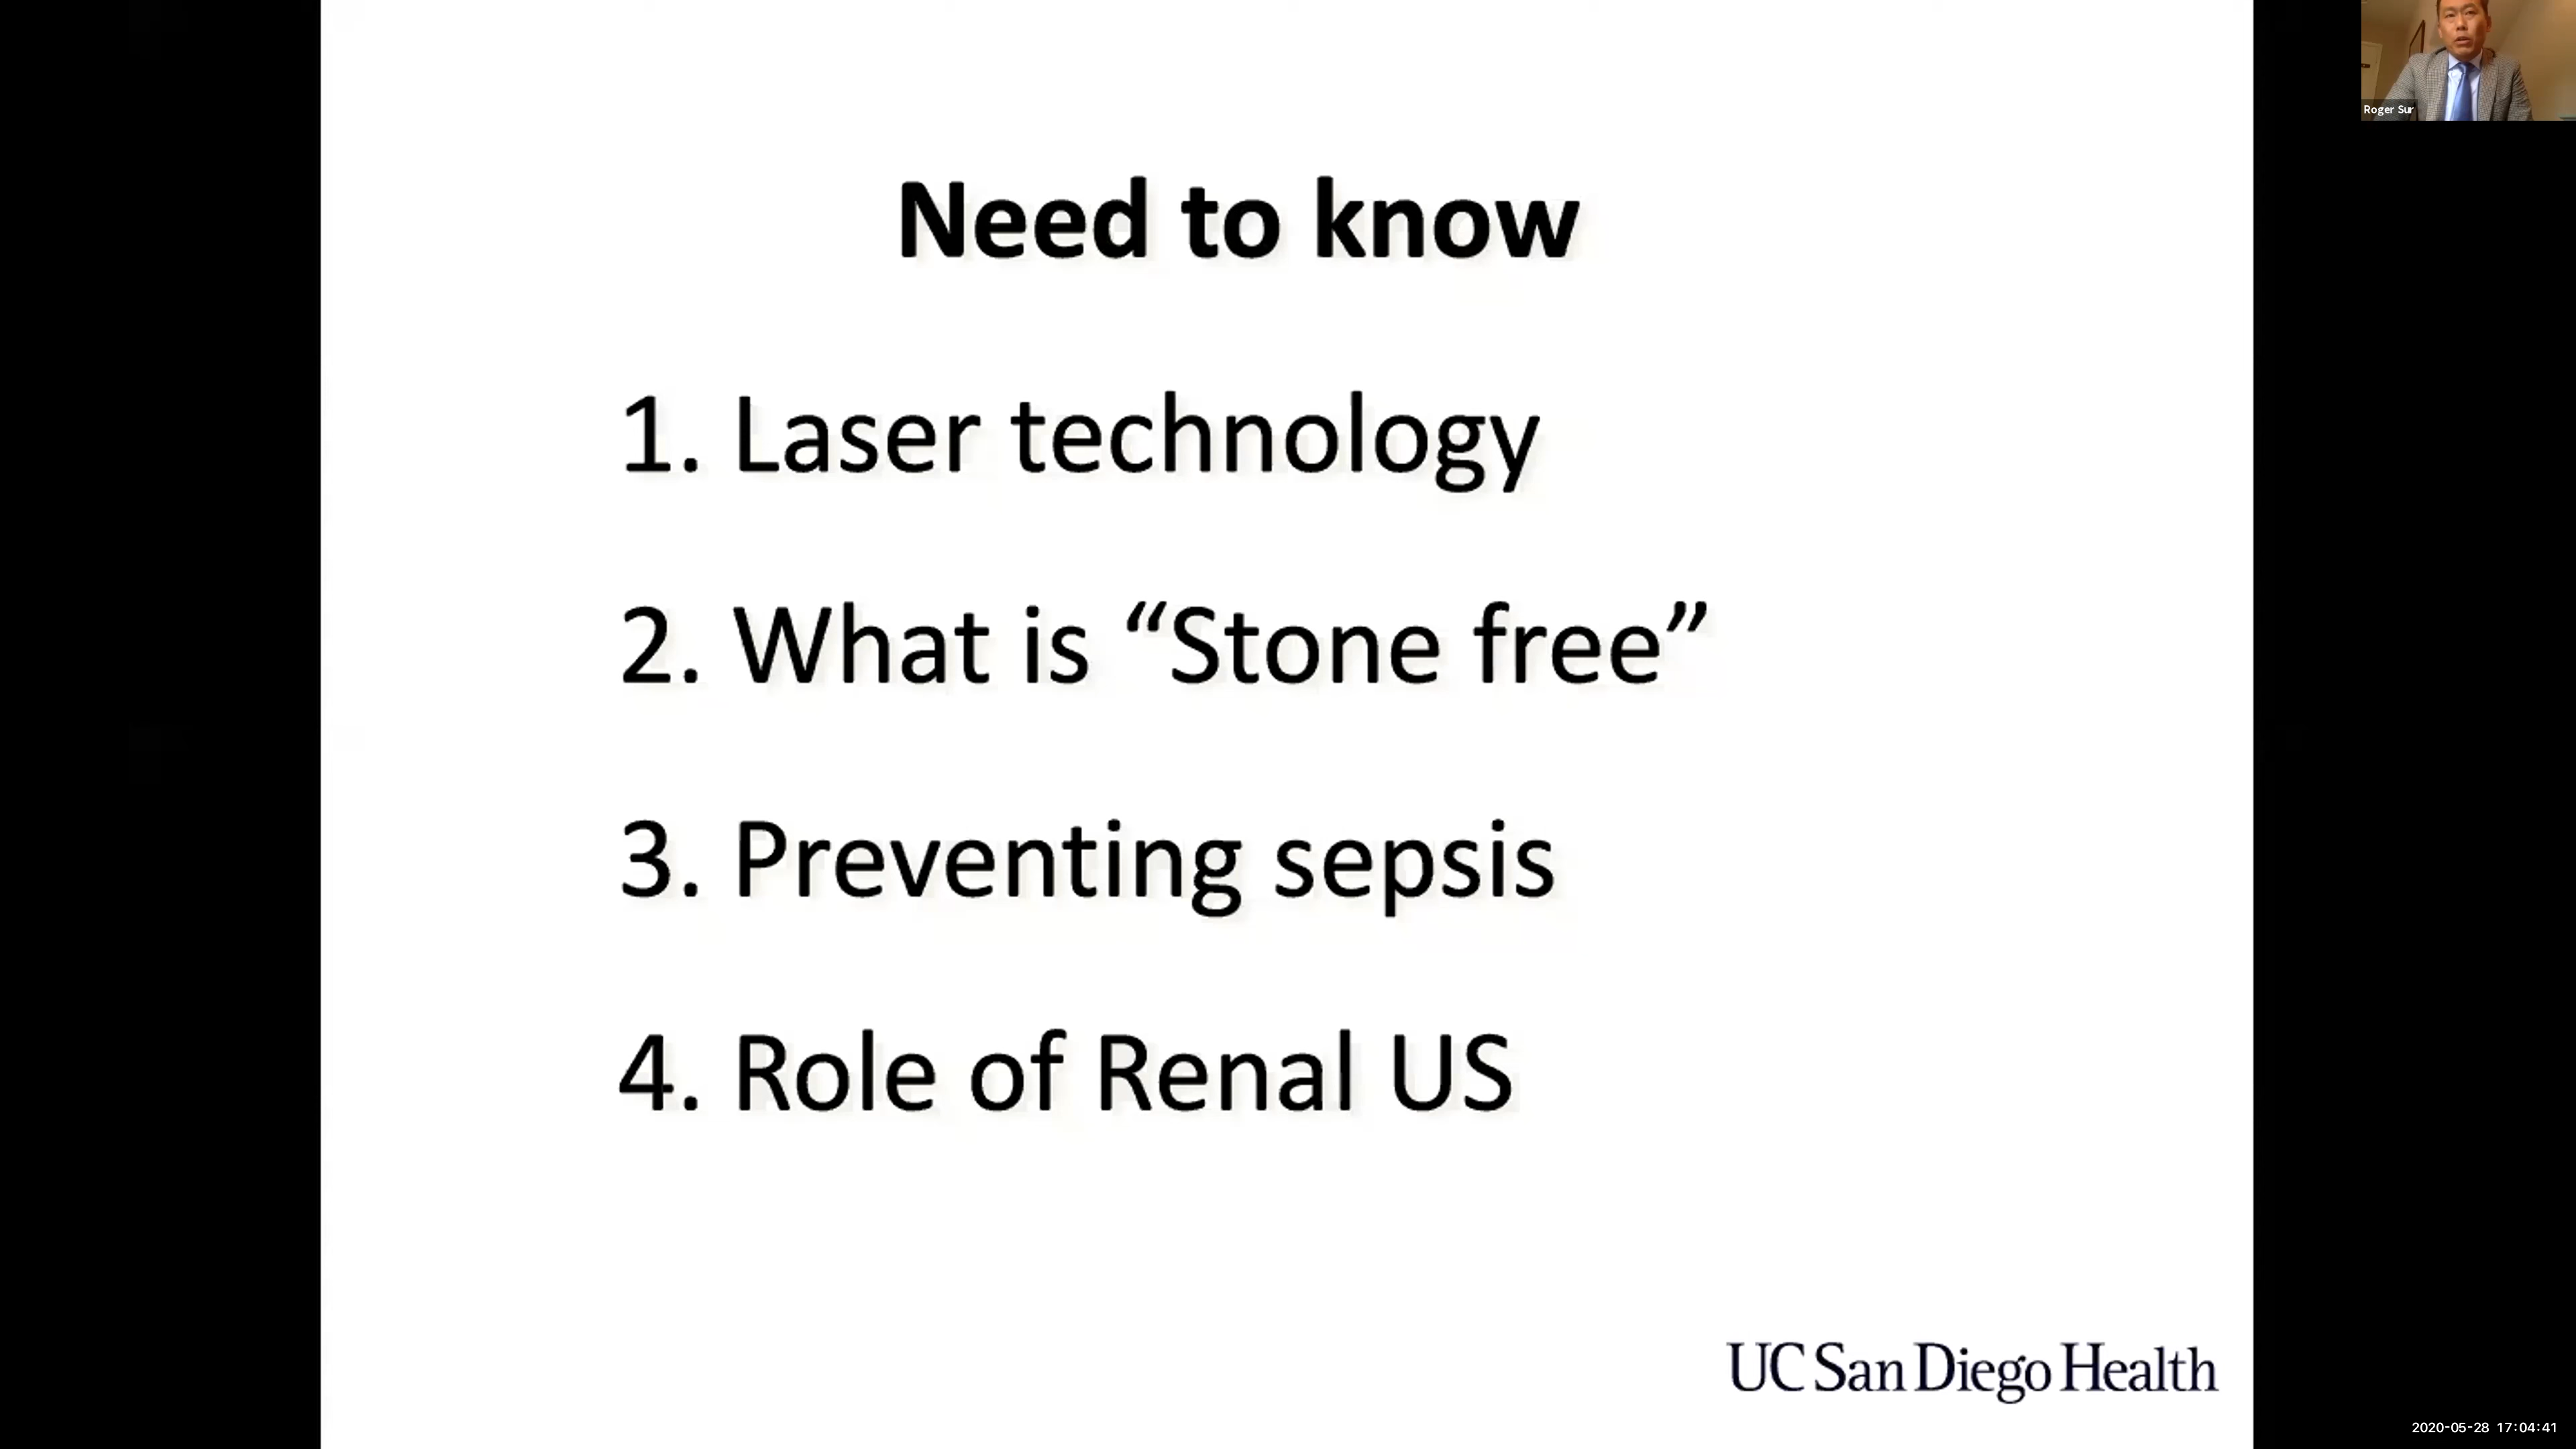 Roger Sur
Need to know
1. Laser technology
2. What is “Stone free”
3. Preventing sepsis
4. Role of Renal US
UC San Diego Health
2020-05-28 17:04:41